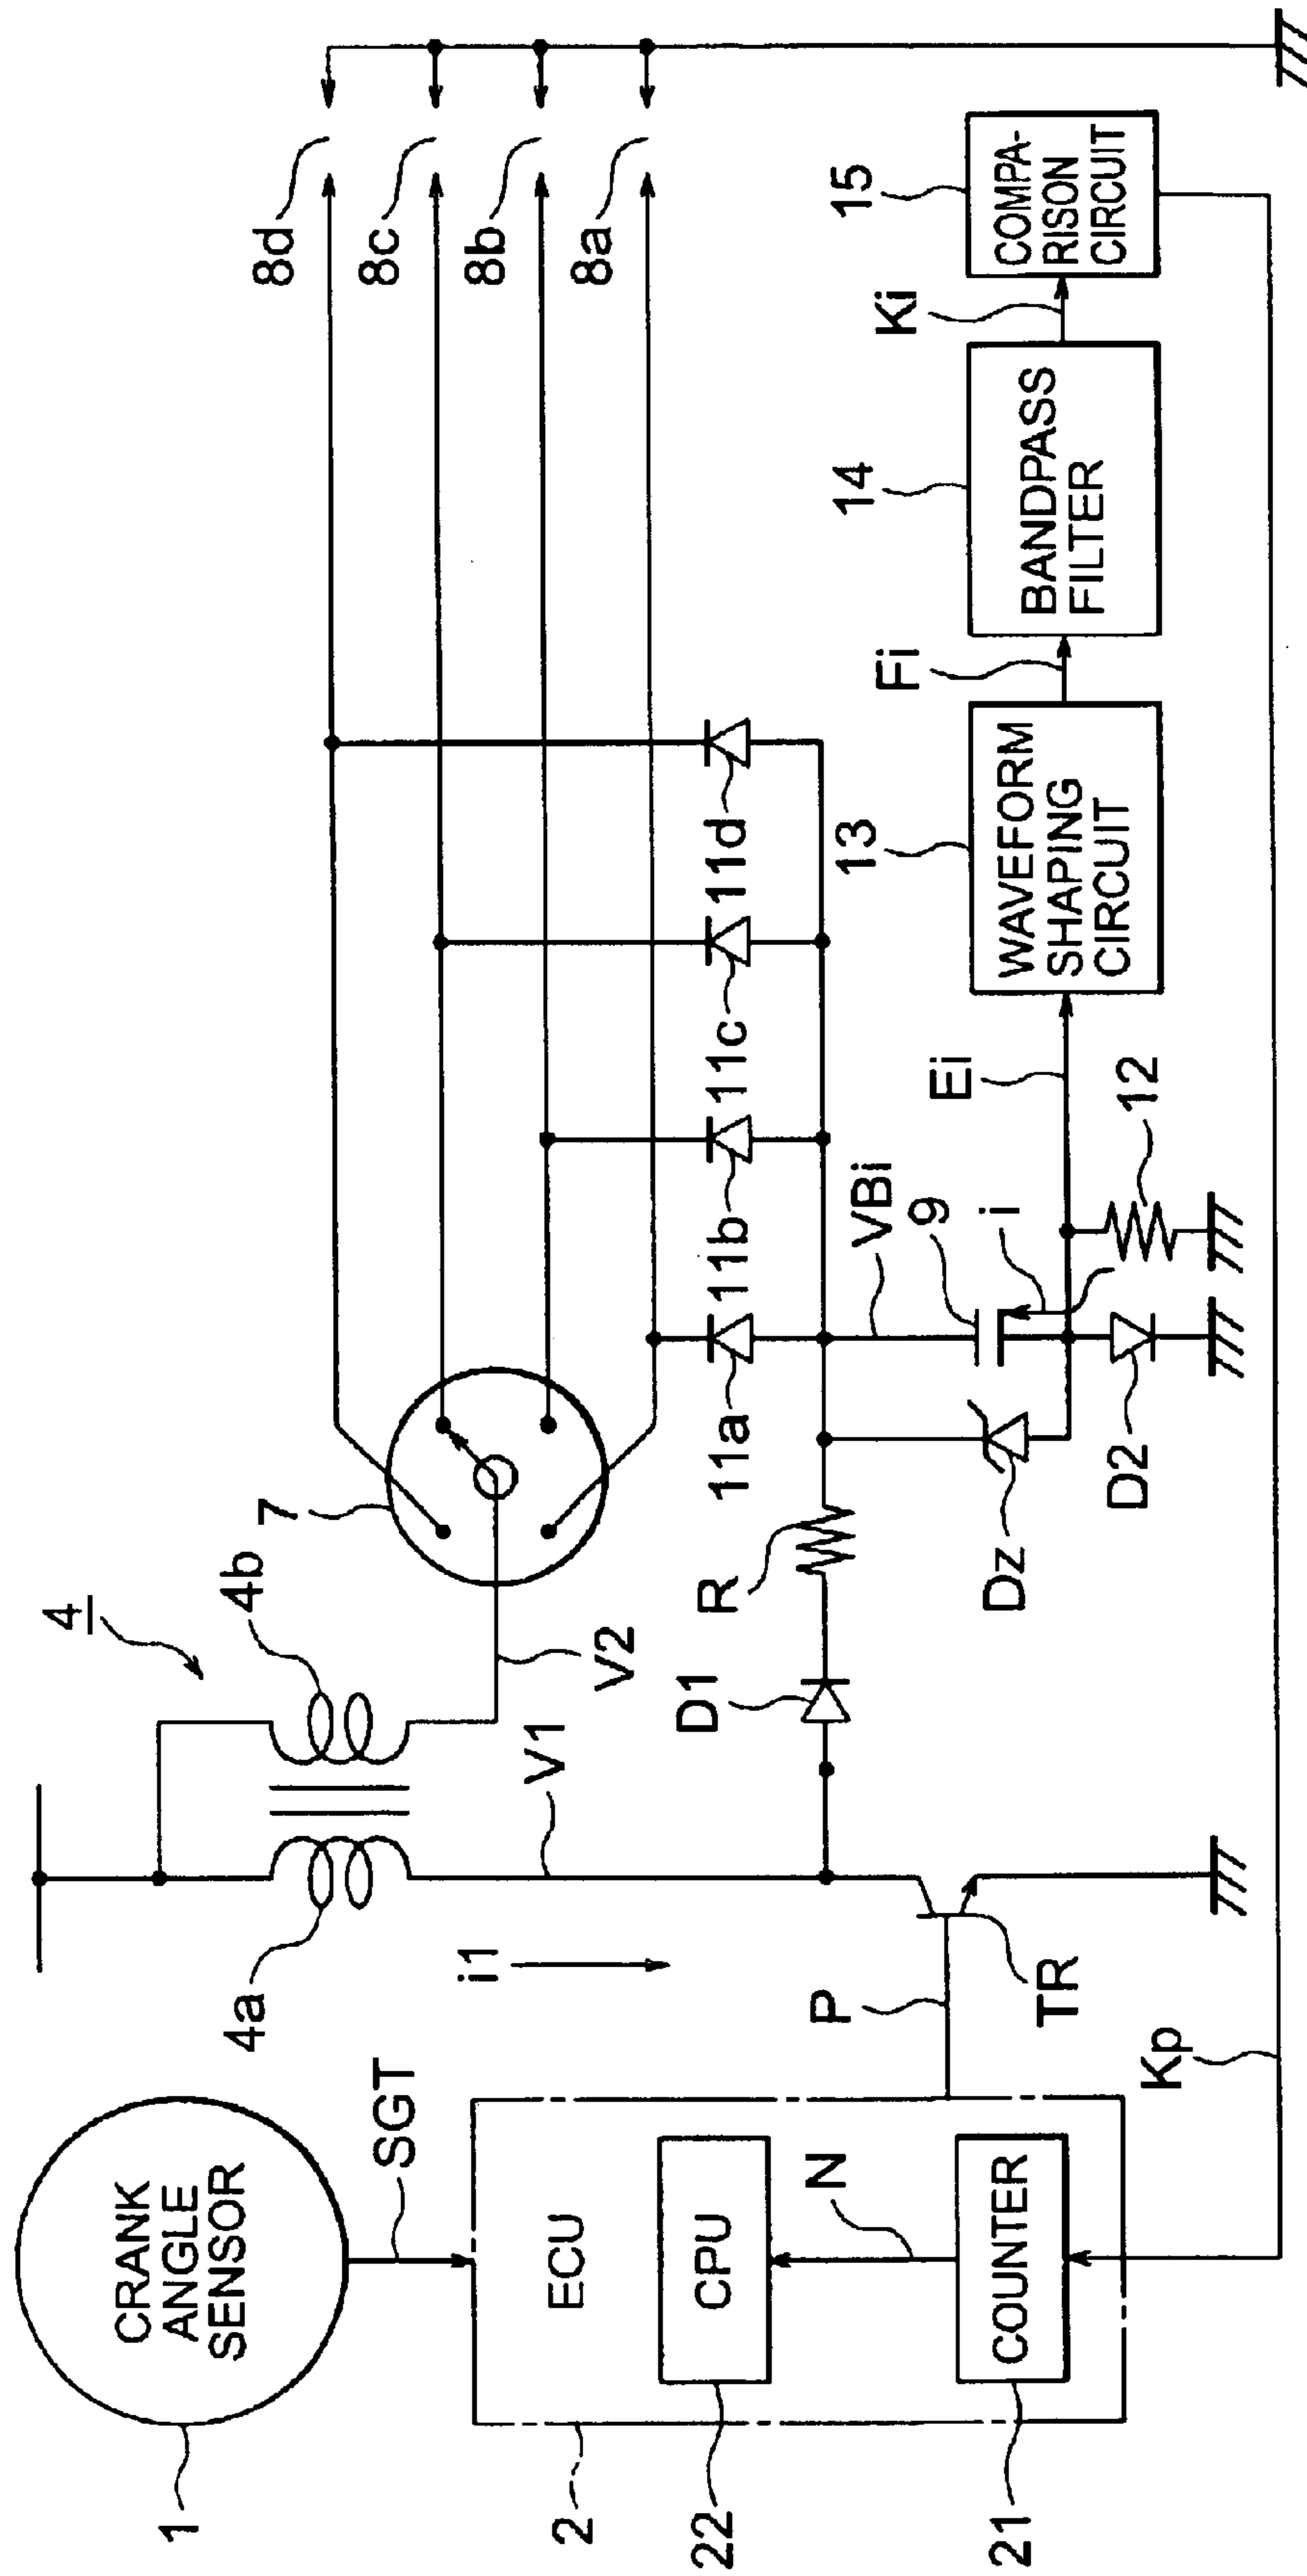 4
4b
4a
7
V2
V1
i1
8d
8c
8b
8a
CRANK
ANGLE
SENSOR
1
SGT
ECU
2
CPU
22
N
COUNTER
21
P
TR
Kp
D1
R
Dz
D2
11a
11b
11c
11d
VBi
9
i
12
Ei
WAVEFORM
SHAPING
CIRCUIT
13
Fi
BANDPASS
FILTER
14
Ki
COMPA-
RISON
CIRCUIT
15